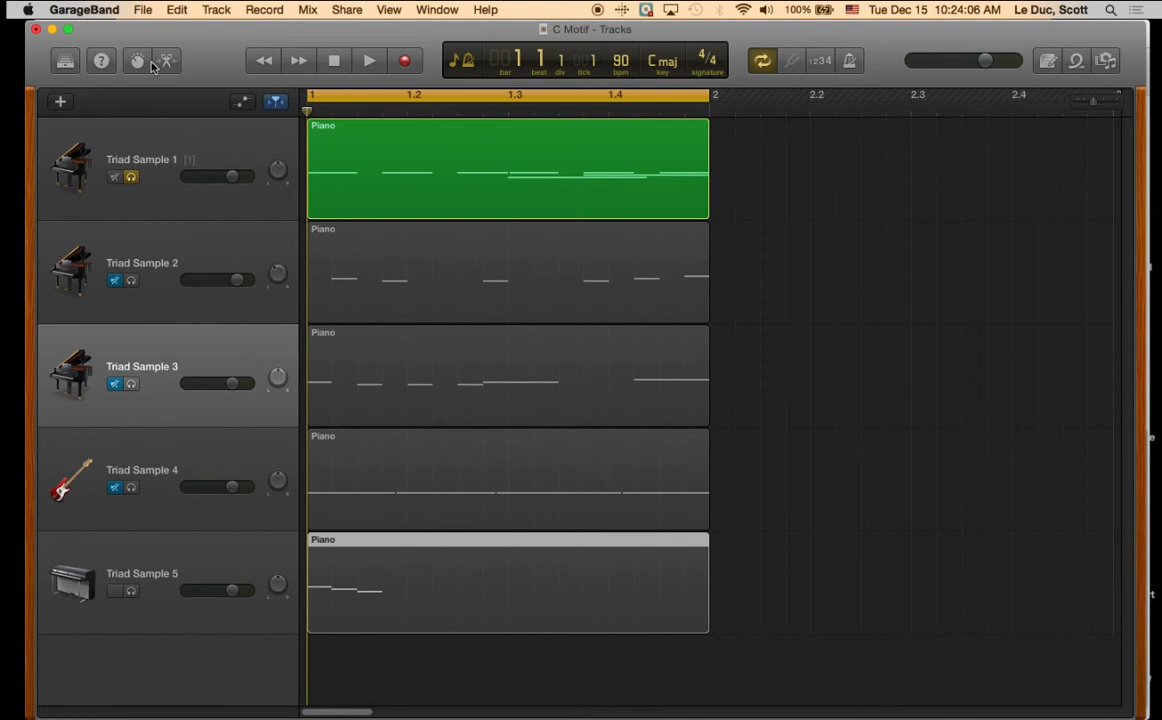 GarageBand File Edit Track Record Mix Share View Window Help 100% Tue Dec 15 10:24:06 AM Le Duc, Scott
C Motif - Tracks
001 1 1 1 90 C maj 4/4
bar beat div tick bpm key signature
1234
1 1.2 1.3 1.4 2 2.2 2.3 2.4
Piano
Triad Sample 1 [1]
Piano
Triad Sample 2
Piano
Triad Sample 3
Piano
Triad Sample 4
Piano
Triad Sample 5